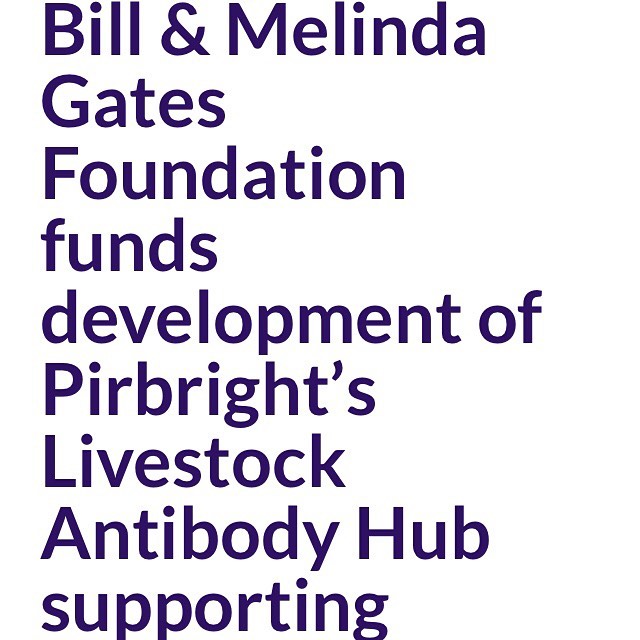 Bill & Melinda
Gates
Foundation
funds
development of
Pirbright’s
Livestock
Antibody Hub
supporting